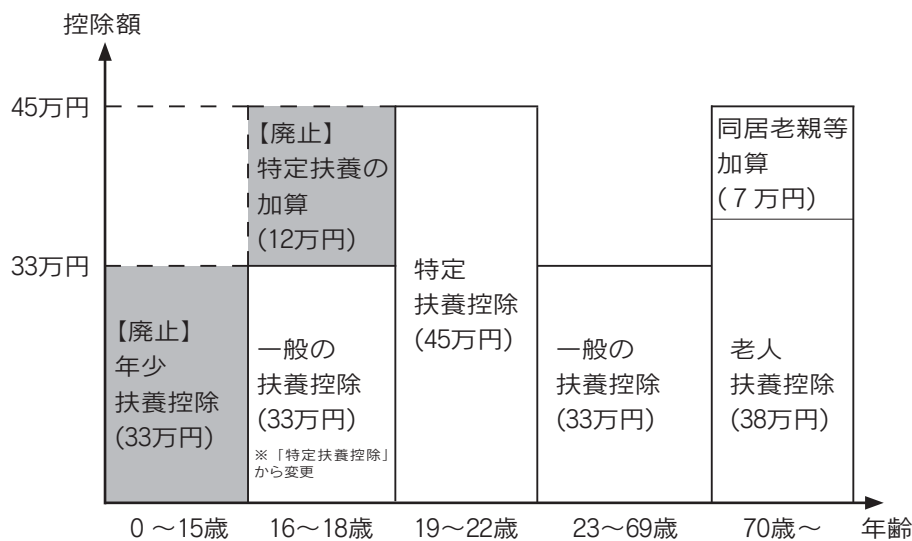 控除額
45万円
33万円
【廃止】
年少
扶養控除
(33万円)
【廃止】
特定扶養の
加算
(12万円)
一般の
扶養控除
(33万円)
※「特定扶養控除」
から変更
特定
扶養控除
(45万円)
一般の
扶養控除
(33万円)
同居老親等
加算
(7万円)
老人
扶養控除
(38万円)
0～15歳
16～18歳
19～22歳
23～69歳
70歳～
年齢